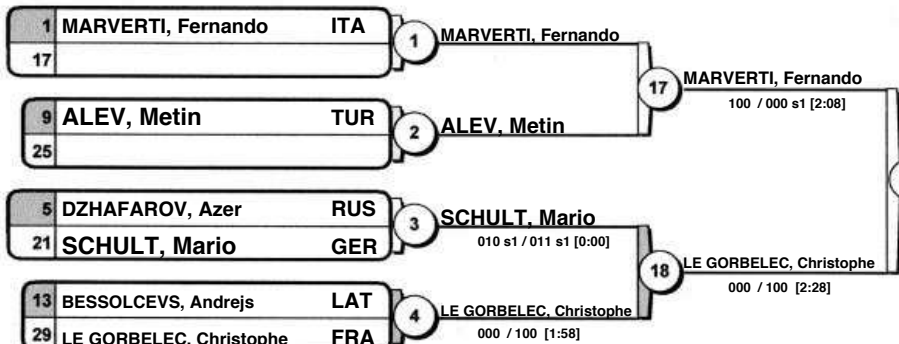 1 MARVERTI, Fernando ITA
17
1 MARVERTI, Fernando
9 ALEV, Metin TUR
25
2 ALEV, Metin
17 MARVERTI, Fernando
100 / 000 s1 [2:08]
5 DZHAFAROV, Azer RUS
21 SCHULT, Mario GER
3 SCHULT, Mario
010 s1 / 011 s1 [0:00]
13 BESSOLCEVS, Andrejs LAT
29 LE GORBELEC, Christophe FRA
4 LE GORBELEC, Christophe
000 / 100 [1:58]
18 LE GORBELEC, Christophe
000 / 100 [2:28]